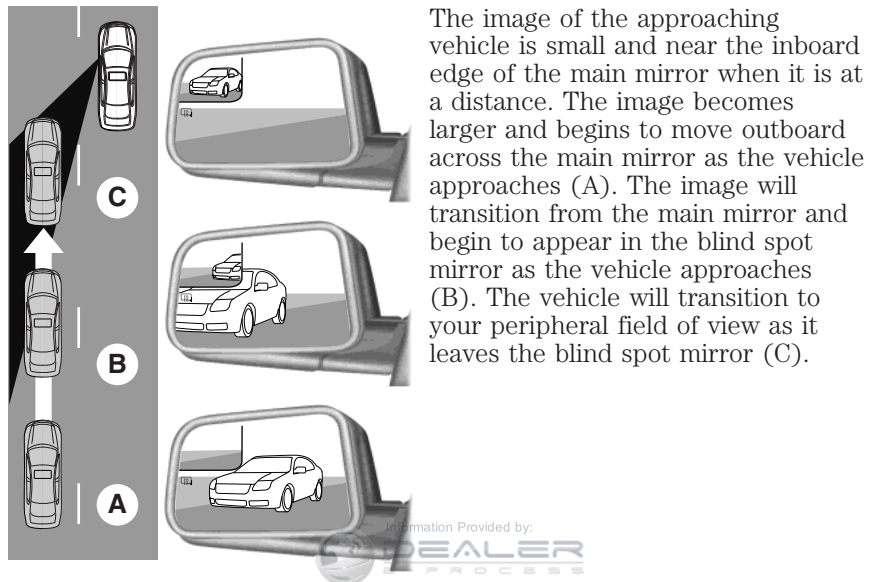 The image of the approaching
vehicle is small and near the inboard
edge of the main mirror when it is at
a distance. The image becomes
larger and begins to move outboard
across the main mirror as the vehicle
approaches (A). The image will
transition from the main mirror and
begin to appear in the blind spot
mirror as the vehicle approaches
(B). The vehicle will transition to
your peripheral field of view as it
leaves the blind spot mirror (C).
C
B
A
Information Provided by:
DEALER
E PROCESS